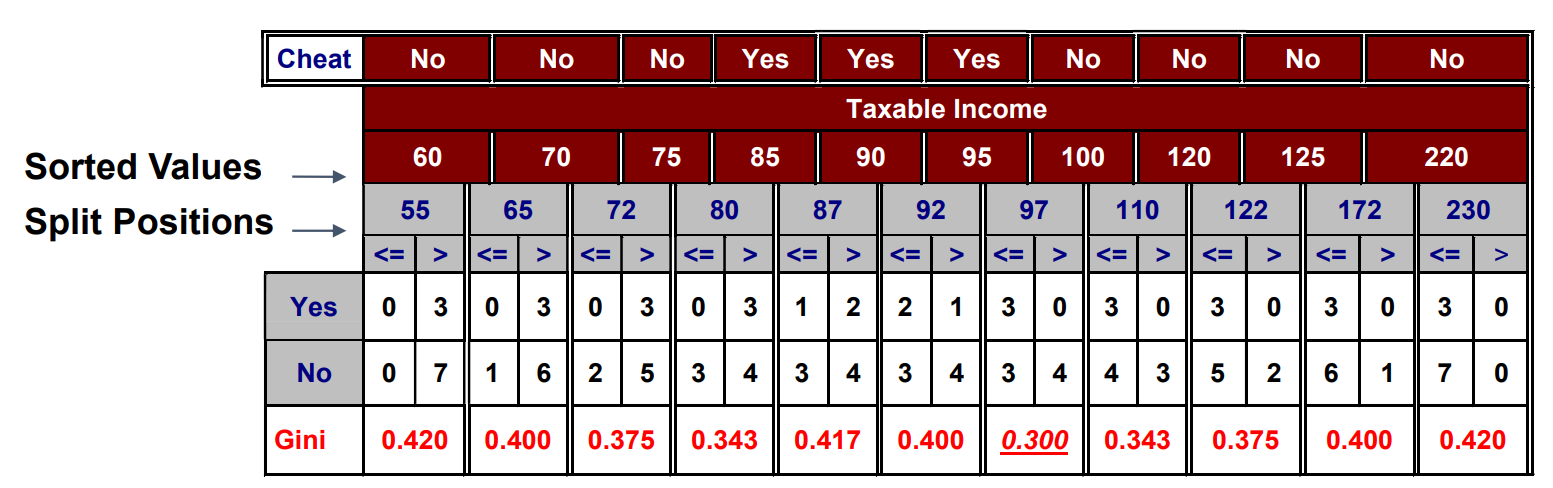 Cheat No No No Yes Yes Yes No No No No
Taxable Income
Sorted Values 60 70 75 85 90 95 100 120 125 220
Split Positions 55 65 72 80 87 92 97 110 122 172 230
<= > <= > <= > <= > <= > <= > <= > <= > <= > <= > <= >
Yes 0 3 0 3 0 3 0 3 1 2 2 1 3 0 3 0 3 0 3 0 3 0
No 0 7 1 6 2 5 3 4 3 4 3 4 3 4 4 3 5 2 6 1 7 0
Gini 0.420 0.400 0.375 0.343 0.417 0.400 0.300 0.343 0.375 0.400 0.420